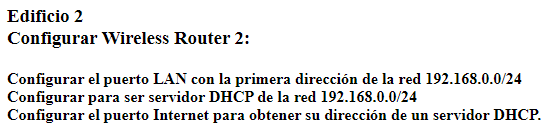 Edificio 2
Configurar Wireless Router 2:
Configurar el puerto LAN con la primera dirección de la red 192.168.0.0/24
Configurar para ser servidor DHCP de la red 192.168.0.0/24
Configurar el puerto Internet para obtener su dirección de un servidor DHCP.